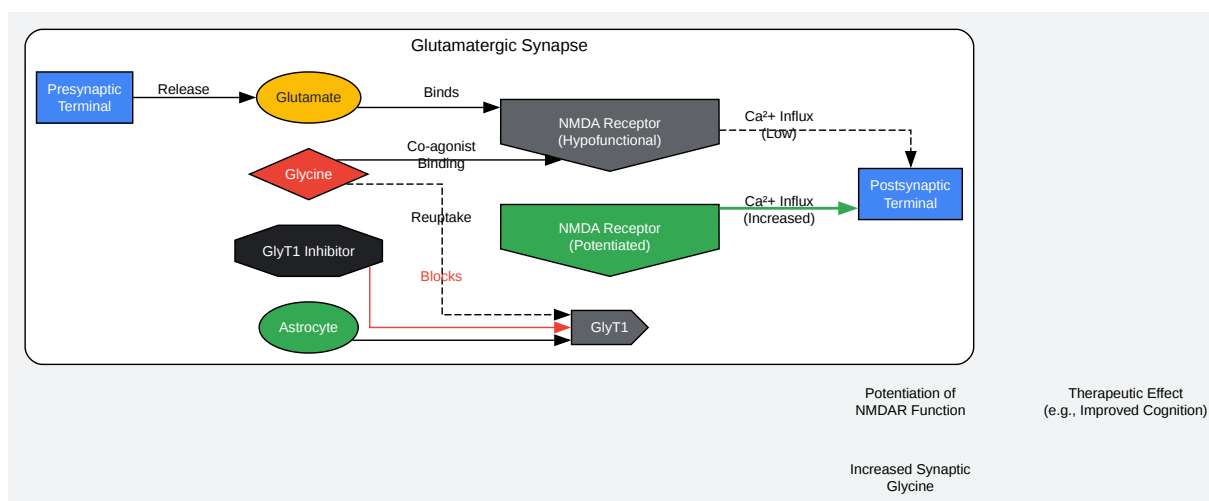 Glutamatergic Synapse
Presynaptic
Terminal
Release
Glutamate
Binds
NMDA Receptor
(Hypofunctional)
Ca²+ Influx
(Low)
Co-agonist
Binding
Glycine
Postsynaptic
Terminal
Reuptake
NMDA Receptor
(Potentiated)
Ca²+ Influx
(Increased)
GlyT1 Inhibitor
Blocks
Astrocyte
GlyT1
Potentiation of
NMDAR Function
Therapeutic Effect
(e.g., Improved Cognition)
Increased Synaptic
Glycine